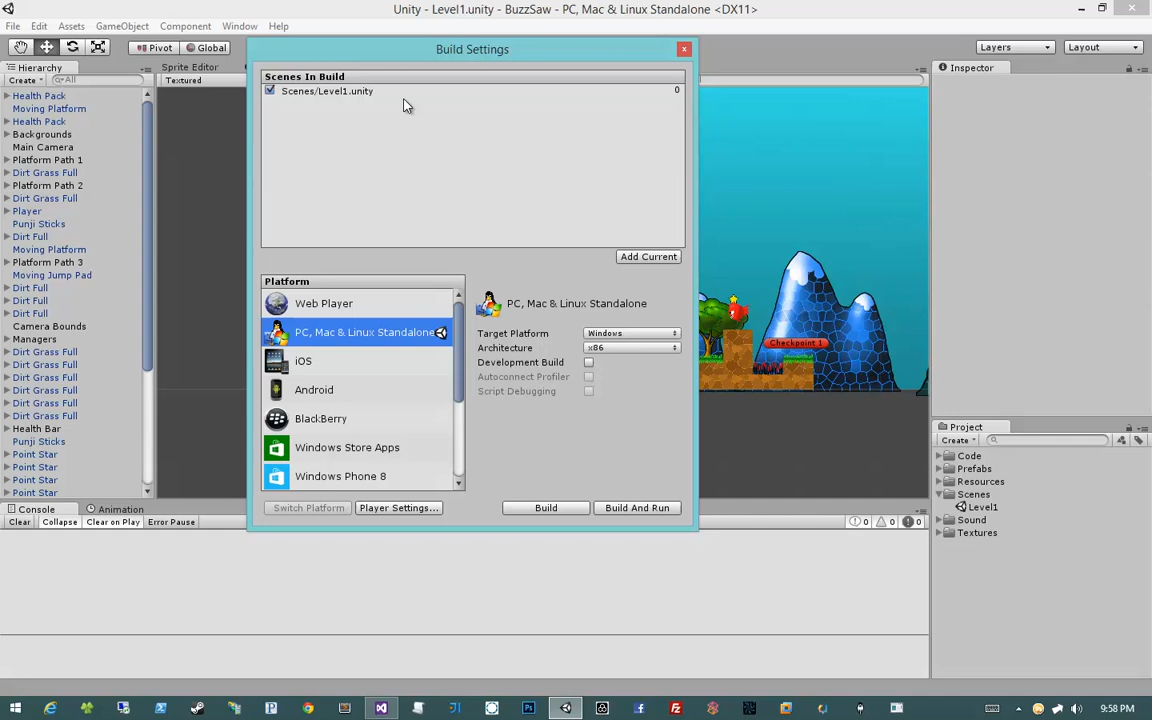 Unity - Level1.unity - BuzzSaw - PC, Mac & Linux Standalone <DX11>
File Edit Assets GameObject Component Window Help
Pivot Global Layers Layout
Build Settings
Hierarchy
Sprite Editor
Inspector
Create All
Textured
Health Pack
Moving Platform
Health Pack
Backgrounds
Main Camera
Platform Path 1
Dirt Grass Full
Platform Path 2
Dirt Grass Full
Player
Punji Sticks
Dirt Full
Moving Platform
Platform Path 3
Moving Jump Pad
Dirt Full
Dirt Full
Dirt Full
Camera Bounds
Managers
Dirt Grass Full
Dirt Grass Full
Dirt Grass Full
Dirt Grass Full
Dirt Grass Full
Dirt Grass Full
Health Bar
Punji Sticks
Point Star
Point Star
Point Star
Point Star
Scenes In Build
Scenes/Level1.unity 0
Add Current
Platform
Web Player
PC, Mac & Linux Standalone
iOS
Android
BlackBerry
Windows Store Apps
Windows Phone 8
PC, Mac & Linux Standalone
Target Platform Windows
Architecture x86
Development Build
Autoconnect Profiler
Script Debugging
Switch Platform Player Settings... Build Build And Run
Checkpoint 1
Project
Create
Code
Prefabs
Resources
Scenes
Level1
Sound
Textures
Console Animation
Clear Collapse Clear on Play Error Pause 0 0 0
9:58 PM